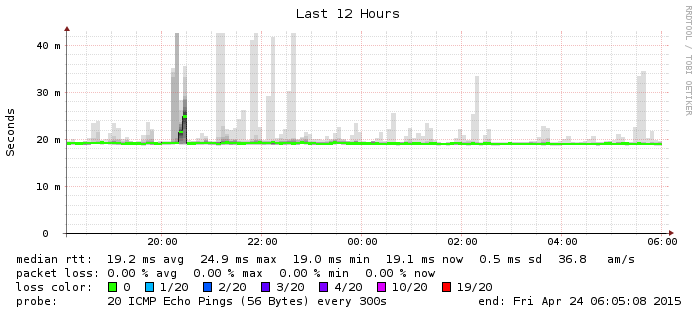 Last 12 Hours
RRDTOOL / TOBI OETIKER
Seconds
40 m
30 m
20 m
10 m
0
20:00 22:00 00:00 02:00 04:00 06:00
median rtt: 19.2 ms avg 24.9 ms max 19.0 ms min 19.1 ms now 0.5 ms sd 36.8 am/s
packet loss: 0.00 % avg 0.00 % max 0.00 % min 0.00 % now
loss color: 0 1/20 2/20 3/20 4/20 10/20 19/20
probe: 20 ICMP Echo Pings (56 Bytes) every 300s end: Fri Apr 24 06:05:08 2015